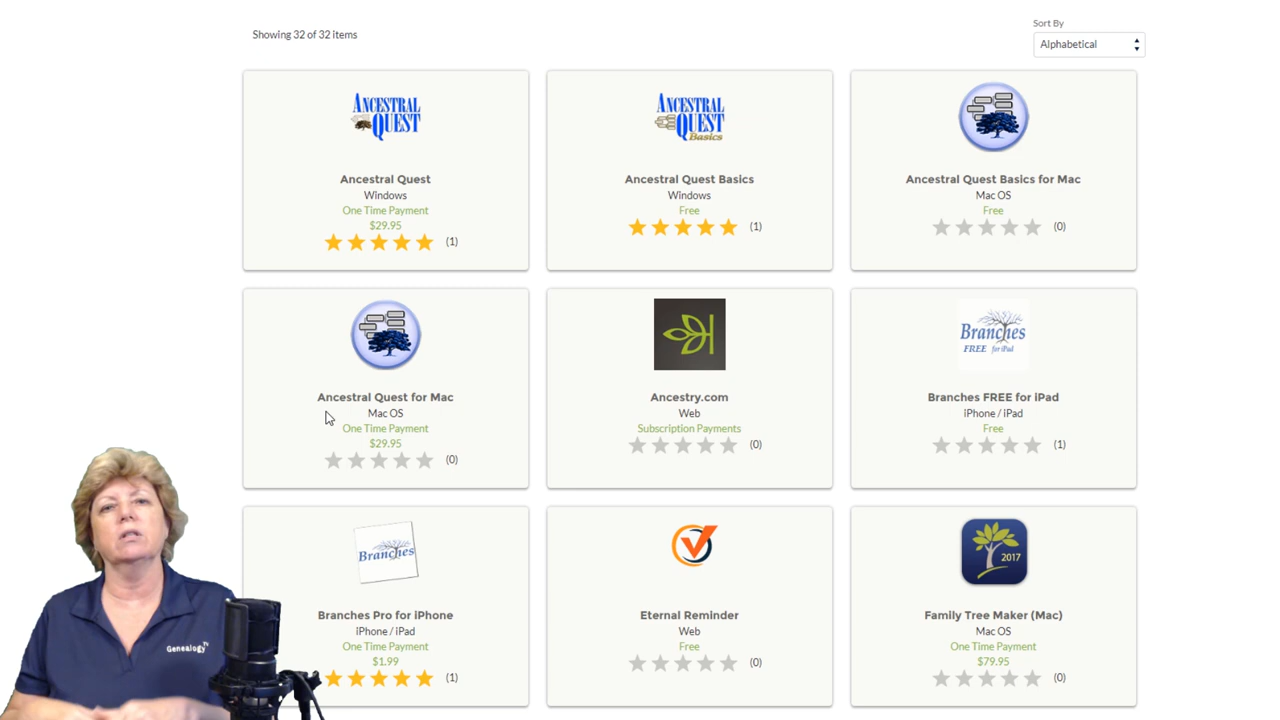 Showing 32 of 32 items
Sort By
Alphabetical
ANCESTRAL
QUEST
Ancestral Quest
Windows
One Time Payment
$29.95
(1)
ANCESTRAL
QUEST
Basics
Ancestral Quest Basics
Windows
Free
(1)
Ancestral Quest Basics for Mac
Mac OS
Free
(0)
Ancestral Quest for Mac
Mac OS
One Time Payment
$29.95
(0)
Ancestry.com
Web
Subscription Payments
(0)
Branches
FREE for iPad
Branches FREE for iPad
iPhone / iPad
Free
(1)
Branches
Branches Pro for iPhone
iPhone / iPad
One Time Payment
$1.99
(1)
Eternal Reminder
Web
Free
(0)
2017
Family Tree Maker (Mac)
Mac OS
One Time Payment
$79.95
(0)
Genealogy TV